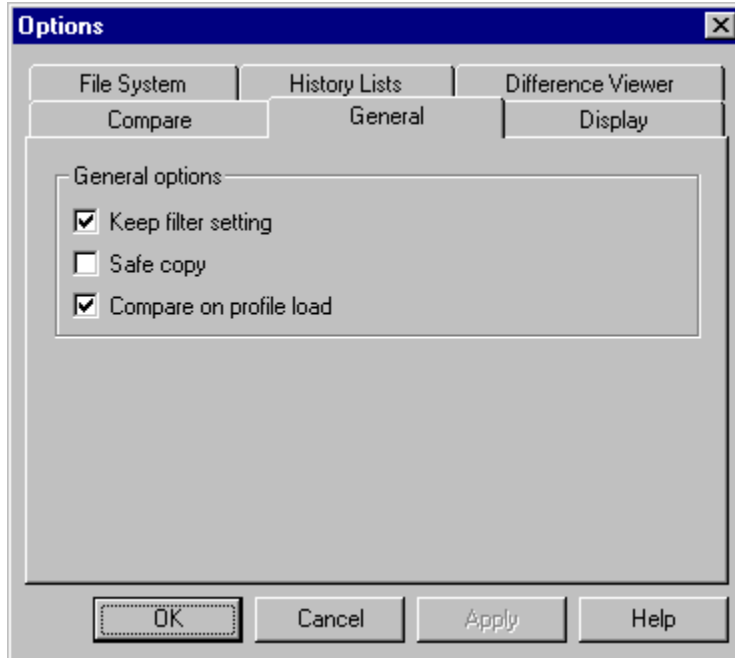 Options
File System History Lists Difference Viewer
Compare General Display
General options
Keep filter setting
Safe copy
Compare on profile load
OK Cancel Apply Help